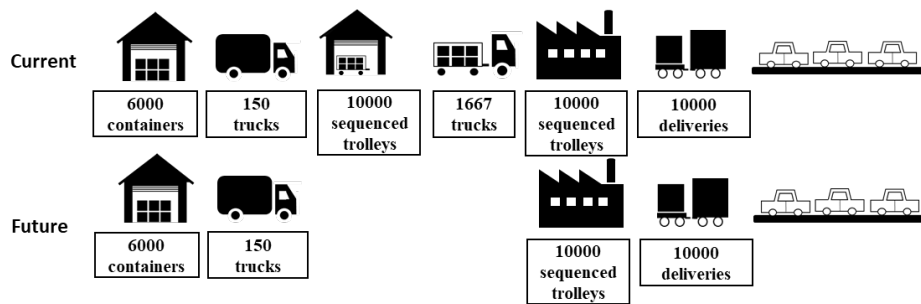 Current
6000
containers
150
trucks
10000
sequenced
trolleys
1667
trucks
10000
sequenced
trolleys
10000
deliveries
Future
6000
containers
150
trucks
10000
sequenced
trolleys
10000
deliveries